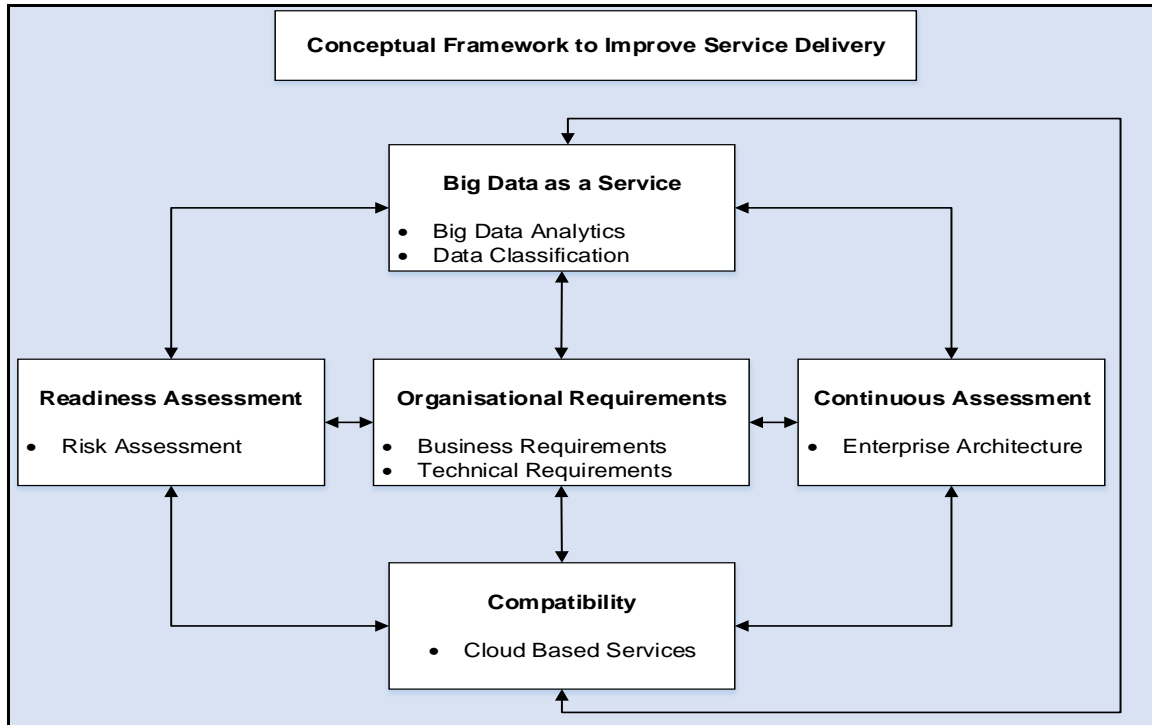 Conceptual Framework to Improve Service Delivery
Big Data as a Service
• Big Data Analytics
• Data Classification
Readiness Assessment
• Risk Assessment
Organisational Requirements
• Business Requirements
• Technical Requirements
Continuous Assessment
• Enterprise Architecture
Compatibility
• Cloud Based Services